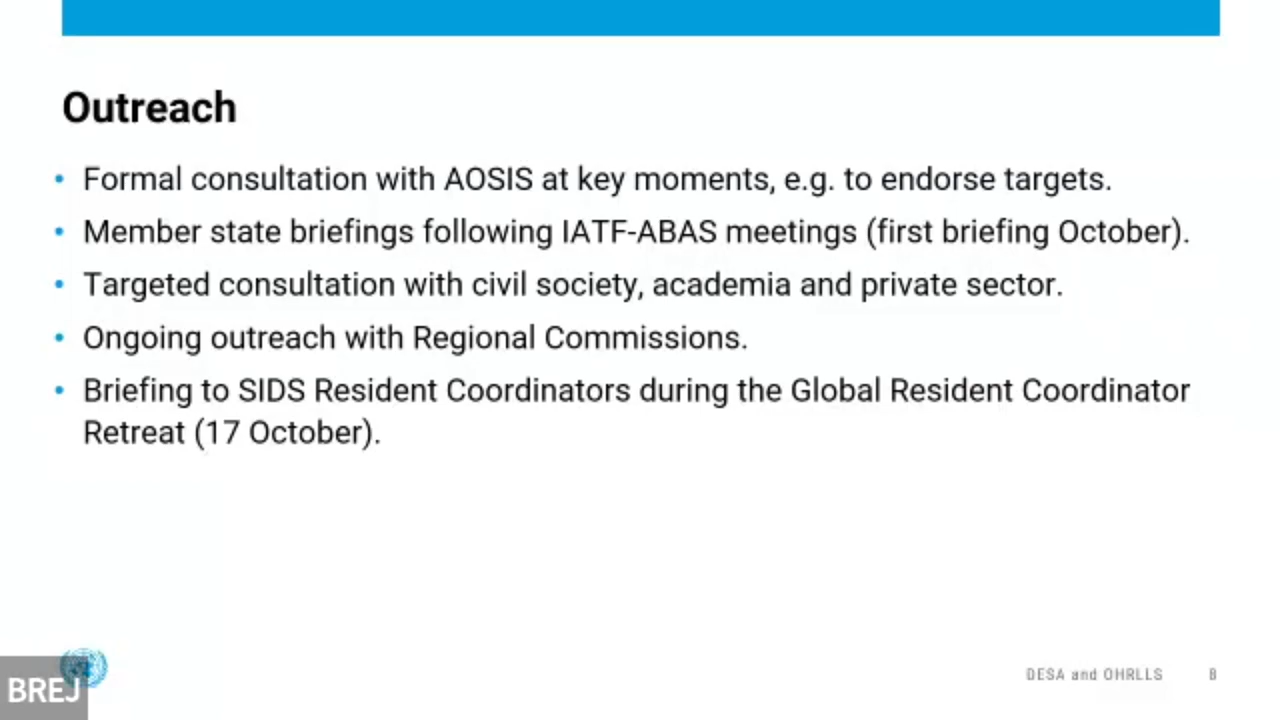 Outreach
• Formal consultation with AOSIS at key moments, e.g. to endorse targets.
• Member state briefings following IATF-ABAS meetings (first briefing October).
• Targeted consultation with civil society, academia and private sector.
• Ongoing outreach with Regional Commissions.
• Briefing to SIDS Resident Coordinators during the Global Resident Coordinator
Retreat (17 October).
BREJ
DESA and OHRLLS 8